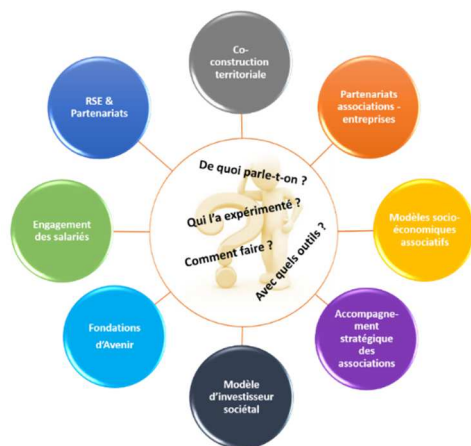 Co-
construction
territoriale
RSE &
Partenariats
Partenariats
associations -
entreprises
De quoi parle-t-on ?
Qui l'a expérimenté ?
Comment faire ?
Avec quels outils ?
Engagement
des salariés
Modèles socio-
économiques
associatifs
Fondations
d'Avenir
Accompagne-
ment
stratégique
des
associations
Modèle
d'investisseur
sociétal